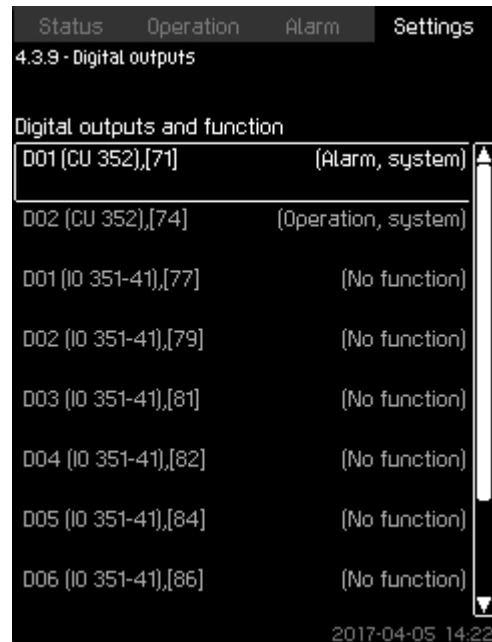 Status Operation Alarm Settings
4.3.9 - Digital outputs
Digital outputs and function
DO1 (CU 352),[71] (Alarm, system)
DO2 (CU 352),[74] (Operation, system)
DO1 (IO 351-41),[77] (No function)
DO2 (IO 351-41),[79] (No function)
DO3 (IO 351-41),[81] (No function)
DO4 (IO 351-41),[82] (No function)
DO5 (IO 351-41),[84] (No function)
DO6 (IO 351-41),[86] (No function)
2017-04-05 14:22